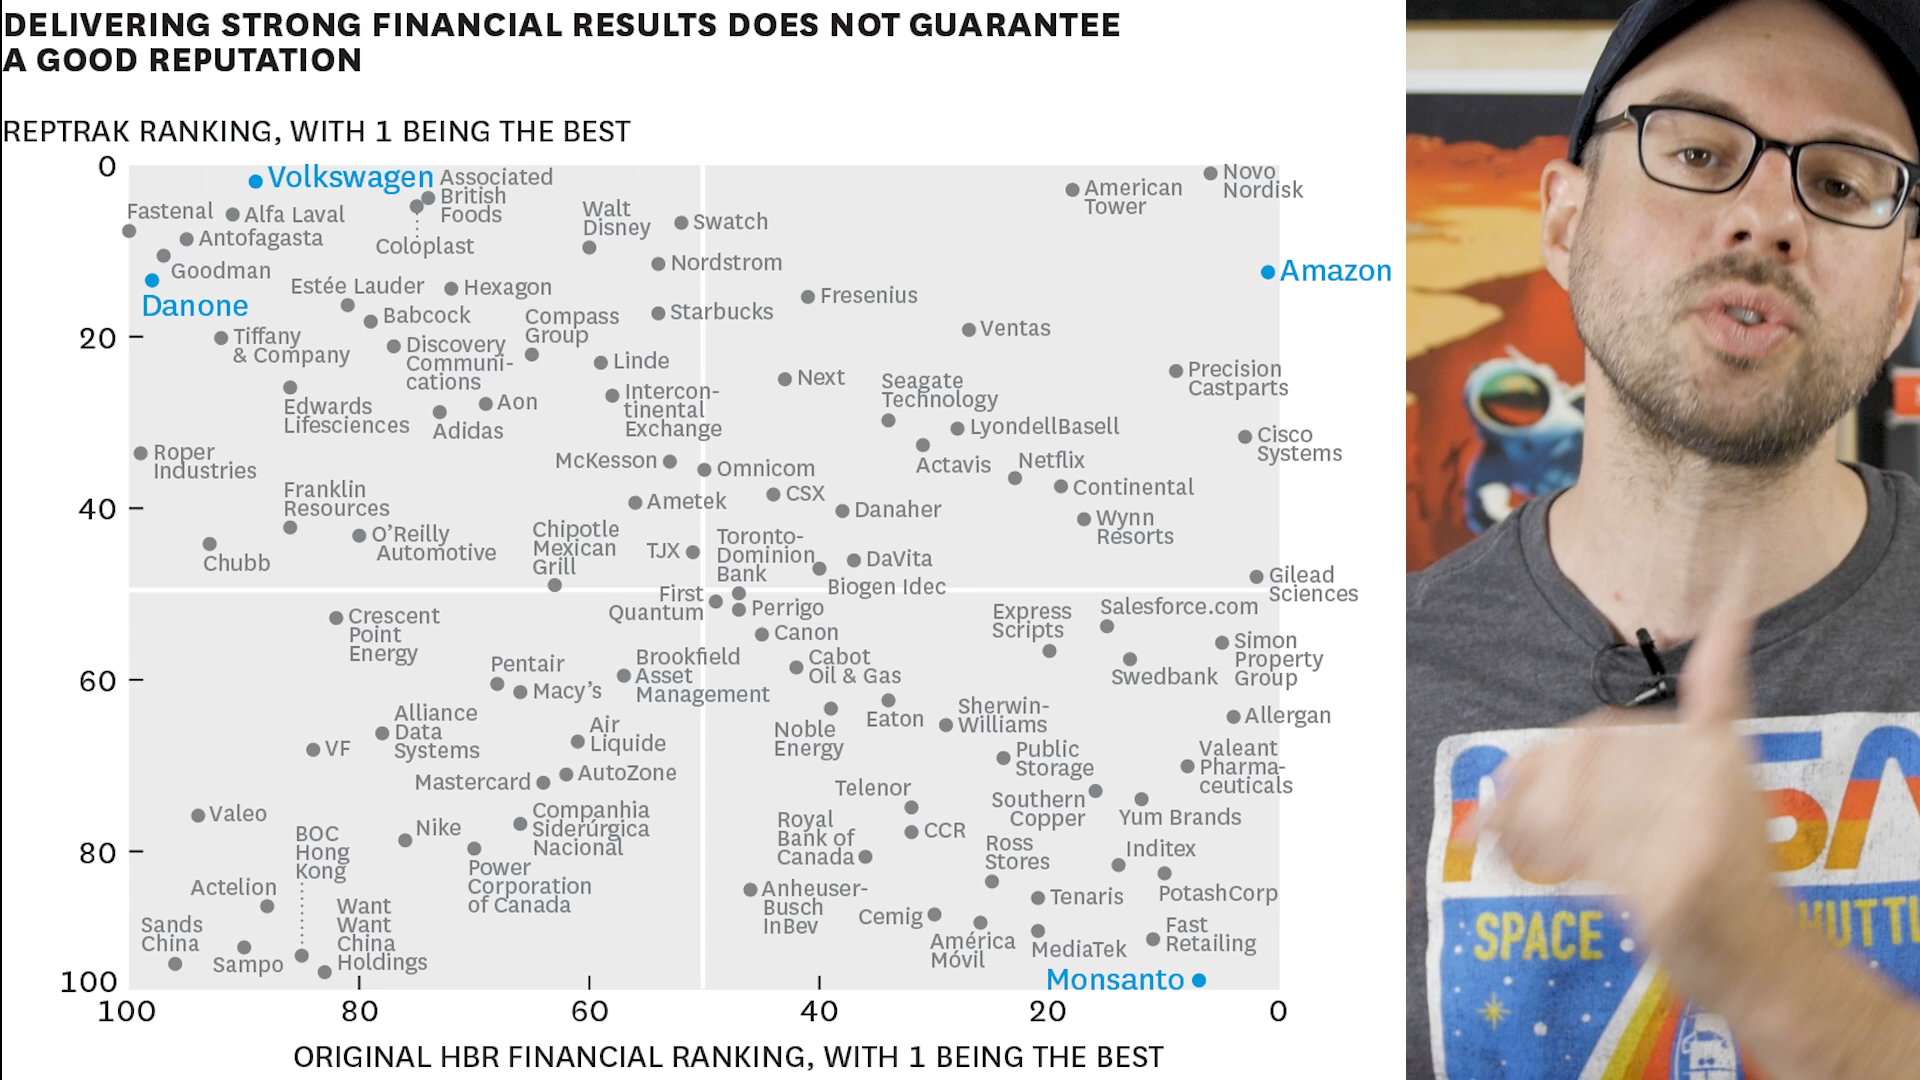 DELIVERING STRONG FINANCIAL RESULTS DOES NOT GUARANTEE
A GOOD REPUTATION
REPTRAK RANKING, WITH 1 BEING THE BEST
0
20
40
60
80
100
Volkswagen
Associated
British
Foods
Coloplast
Fastenal
Alfa Laval
Antofagasta
Goodman
Danone
Walt
Disney
Swatch
Nordstrom
American
Tower
Novo
Nordisk
Amazon
Estée Lauder
Hexagon
Babcock
Compass
Group
Starbucks
Fresenius
Ventas
Tiffany
& Company
Discovery
Communi-
cations
Linde
Next
Seagate
Technology
Precision
Castparts
Edwards
Lifesciences
Aon
Adidas
Intercon-
tinental
Exchange
LyondellBasell
Actavis
Cisco
Systems
Roper
Industries
McKesson
Omnicom
Netflix
Continental
Franklin
Resources
Ametek
CSX
Danaher
Wynn
Resorts
O’Reilly
Automotive
Chubb
Chipotle
Mexican
Grill
TJX
Toronto-
Dominion
Bank
DaVita
Biogen Idec
Gilead
Sciences
First
Quantum
Perrigo
Express
Scripts
Salesforce.com
Crescent
Point
Energy
Canon
Simon
Property
Group
Pentair
Macy’s
Brookfield
Asset
Management
Cabot
Oil & Gas
Swedbank
Alliance
Data
Systems
VF
Air
Liquide
Noble
Energy
Eaton
Sherwin-
Williams
Allergan
Mastercard
AutoZone
Public
Storage
Valeant
Pharma-
ceuticals
Telenor
Southern
Copper
Yum Brands
Valeo
BOC
Hong
Kong
Nike
Companhia
Siderúrgica
Nacional
Royal
Bank of
Canada
CCR
Ross
Stores
Inditex
Power
Corporation
of Canada
PotashCorp
Actelion
Anheuser-
Busch
InBev
Tenaris
Sands
China
Sampo
Want
Want
China
Holdings
Cemig
América
Móvil
MediaTek
Fast
Retailing
Monsanto
100
80
60
40
20
0
ORIGINAL HBR FINANCIAL RANKING, WITH 1 BEING THE BEST
SPACE